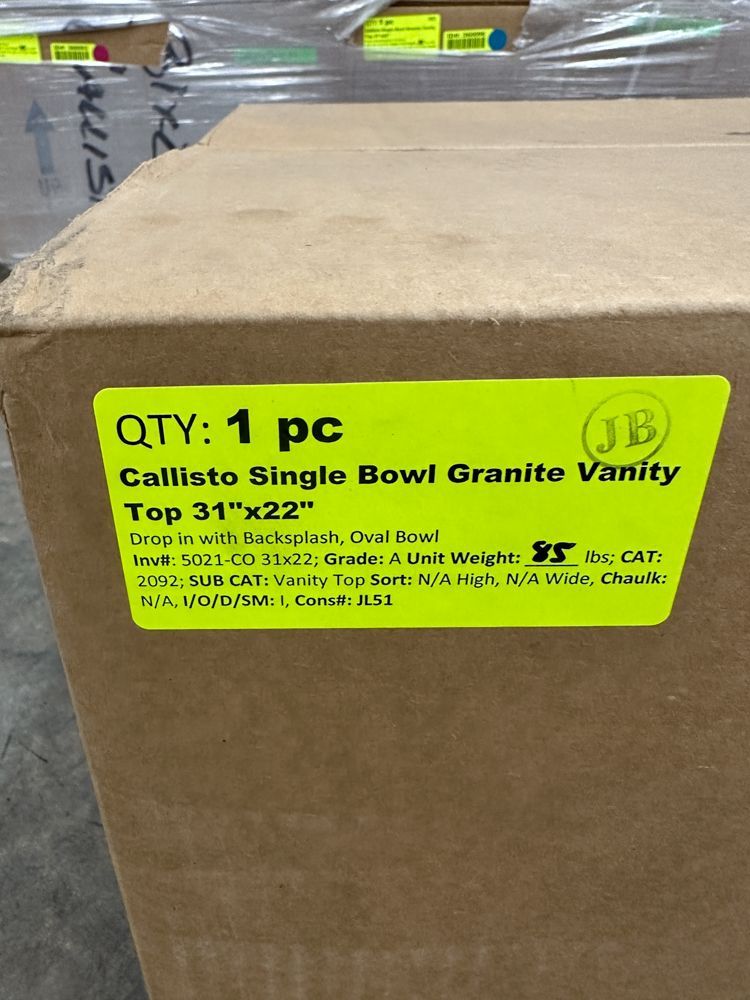 QTY: 1 pc
JB
Callisto Single Bowl Granite Vanity
Top 31"x22"
Drop in with Backsplash, Oval Bowl
Inv#: 5021-CO 31x22; Grade: A Unit Weight: 85 lbs; CAT:
2092; SUB CAT: Vanity Top Sort: N/A High, N/A Wide, Chaulk:
N/A, I/O/D/SM: I, Cons#: JL51